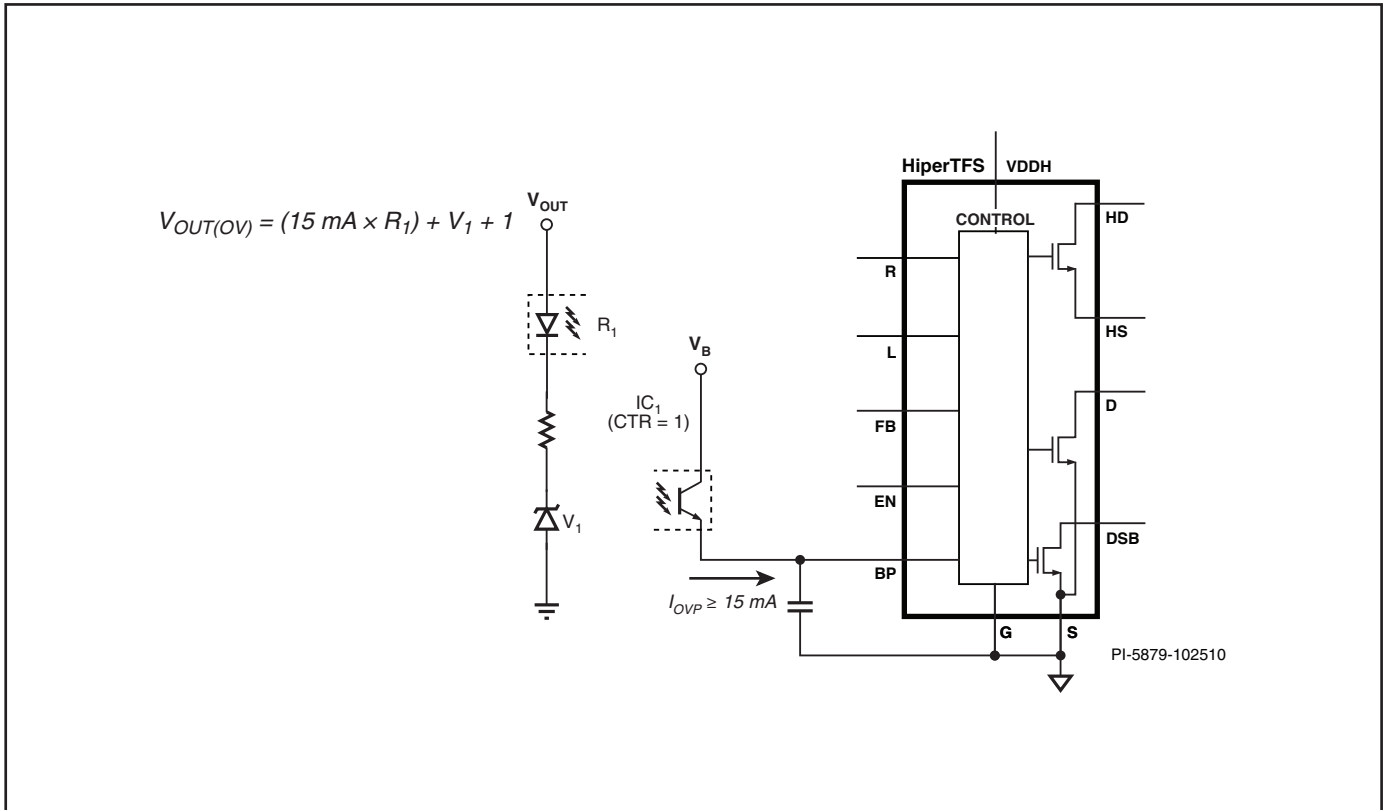 HiperTFS VDDH
V_OUT(OV) = (15 mA × R_1) + V_1 + 1
V_OUT
CONTROL
HD
R
R_1
HS
L
V_B
IC_1
(CTR = 1)
D
FB
EN
V_1
DSB
BP
I_OVP ≥ 15 mA
G
S
PI-5879-102510